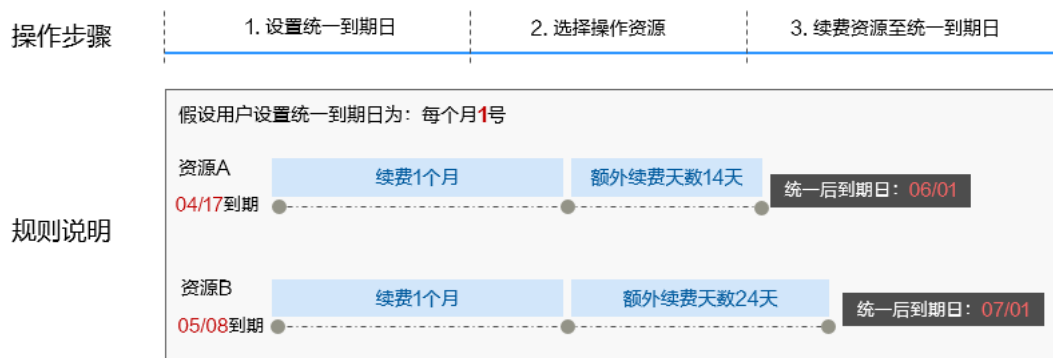 操作步骤
1. 设置统一到期日
2. 选择操作资源
3. 续费资源至统一到期日
规则说明
假设用户设置统一到期日为：每个月1号
资源A
04/17到期
续费1个月
额外续费天数14天
统一后到期日：06/01
资源B
05/08到期
续费1个月
额外续费天数24天
统一后到期日：07/01